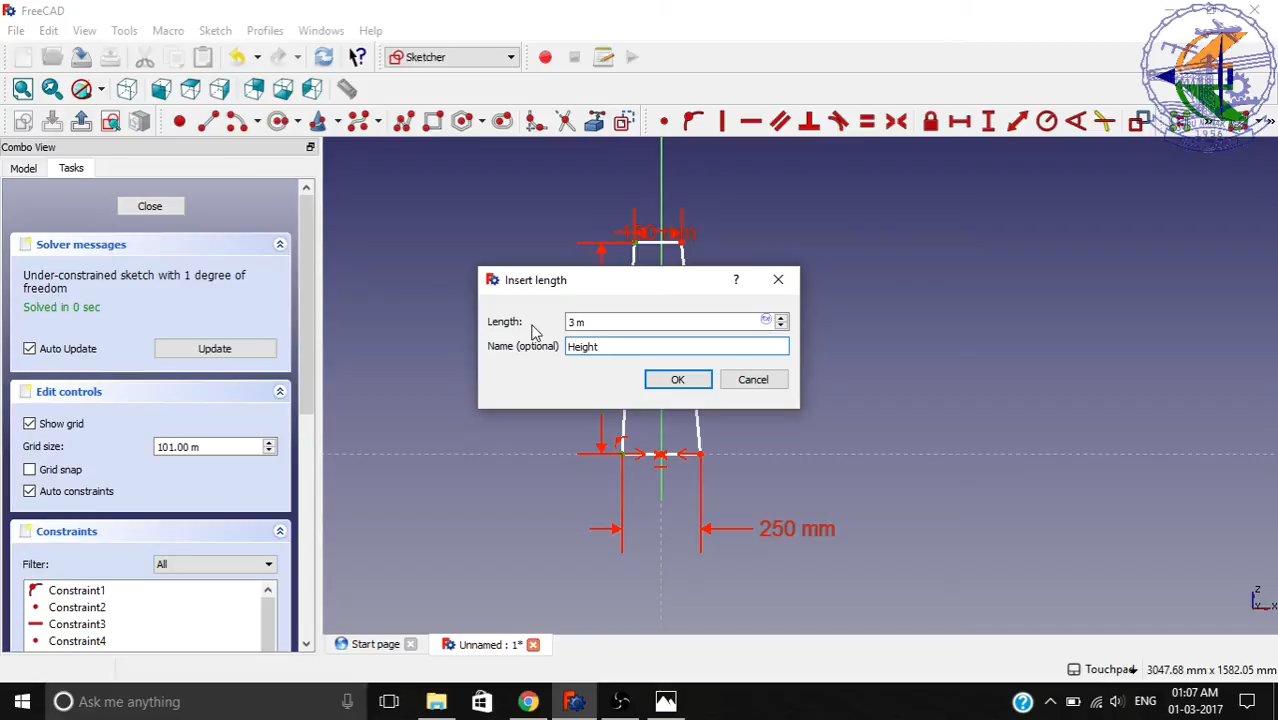 FreeCAD
File Edit View Tools Macro Sketch Profiles Windows Help
Sketcher
Combo View
Model Tasks
Close
Solver messages
Under-constrained sketch with 1 degree of
freedom
Solved in 0 sec
Auto Update Update
Edit controls
Show grid
Grid size: 101.00 m
Grid snap
Auto constraints
Constraints
Filter: All
Constraint1
Constraint2
Constraint3
Constraint4
Insert length
Length: 3 m
Name (optional) Height
OK Cancel
250 mm
1956
Start page Unnamed : 1*
Touchpad 3047.68 mm x 1582.05 mm
Ask me anything
ENG
01:07 AM
01-03-2017